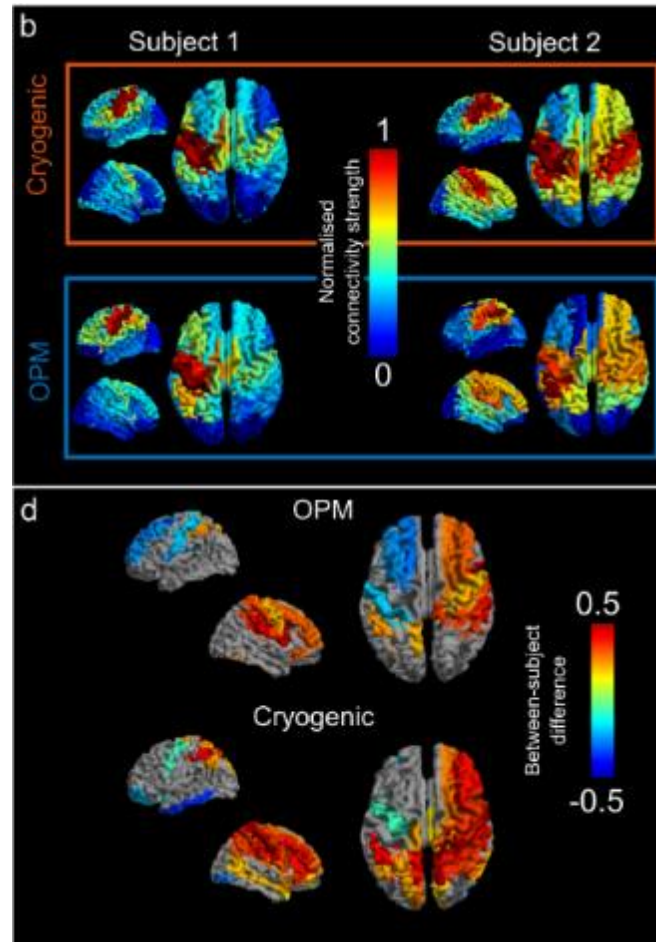 b
Subject 1
Subject 2
Cryogenic
1
Normalised
connectivity strength
0
OPM
d
OPM
0.5
Between-subject
difference
-0.5
Cryogenic